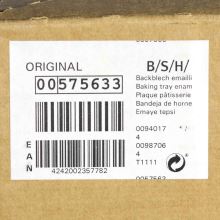 ORIGINAL
B/S/H/
00575633
Backblech emailli
Baking tray enam
Plaque pâtisserie
Bandeja de horne
Emaye tepsi
0094017
4
0098706
4
T1111
EAN
4242002357782